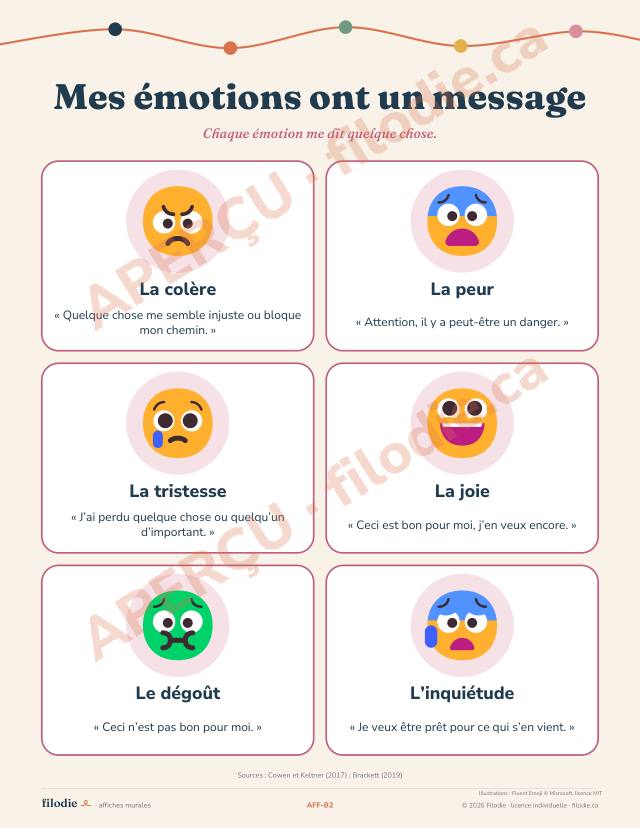 Mes émotions ont un message
Chaque émotion me dit quelque chose.
La colère
« Quelque chose me semble injuste ou bloque
mon chemin. »
La peur
« Attention, il y a peut-être un danger. »
La tristesse
« J’ai perdu quelque chose ou quelqu’un
d’important. »
La joie
« Ceci est bon pour moi, j’en veux encore. »
Le dégoût
« Ceci n’est pas bon pour moi. »
L’inquiétude
« Je veux être prêt pour ce qui s’en vient. »
APERÇU · filodie.ca
APERÇU · filodie.ca
Sources : Cowen et Keltner (2017) ; Brackett (2019)
Illustrations : Fluent Emoji © Microsoft, licence MIT
filodie · affiches murales
AFF-B2
© 2026 Filodie · licence individuelle · filodie.ca